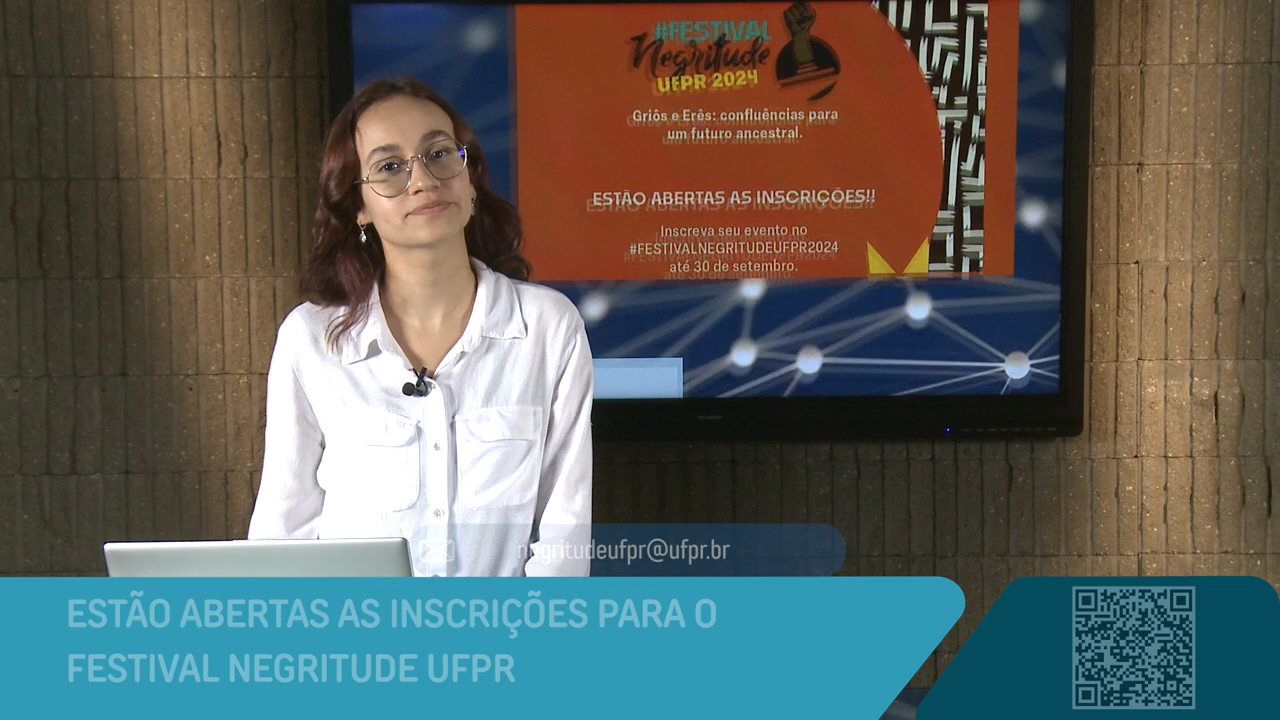 #FESTIVAL
Negritude
UFPR 2024
Griôs e Erês: confluências para
um futuro ancestral.
ESTÃO ABERTAS AS INSCRIÇÕES!!
Inscreva seu evento no
#FESTIVALNEGRITUDEUFPR2024
até 30 de setembro.
negritudeufpr@ufpr.br
ESTÃO ABERTAS AS INSCRIÇÕES PARA O
FESTIVAL NEGRITUDE UFPR